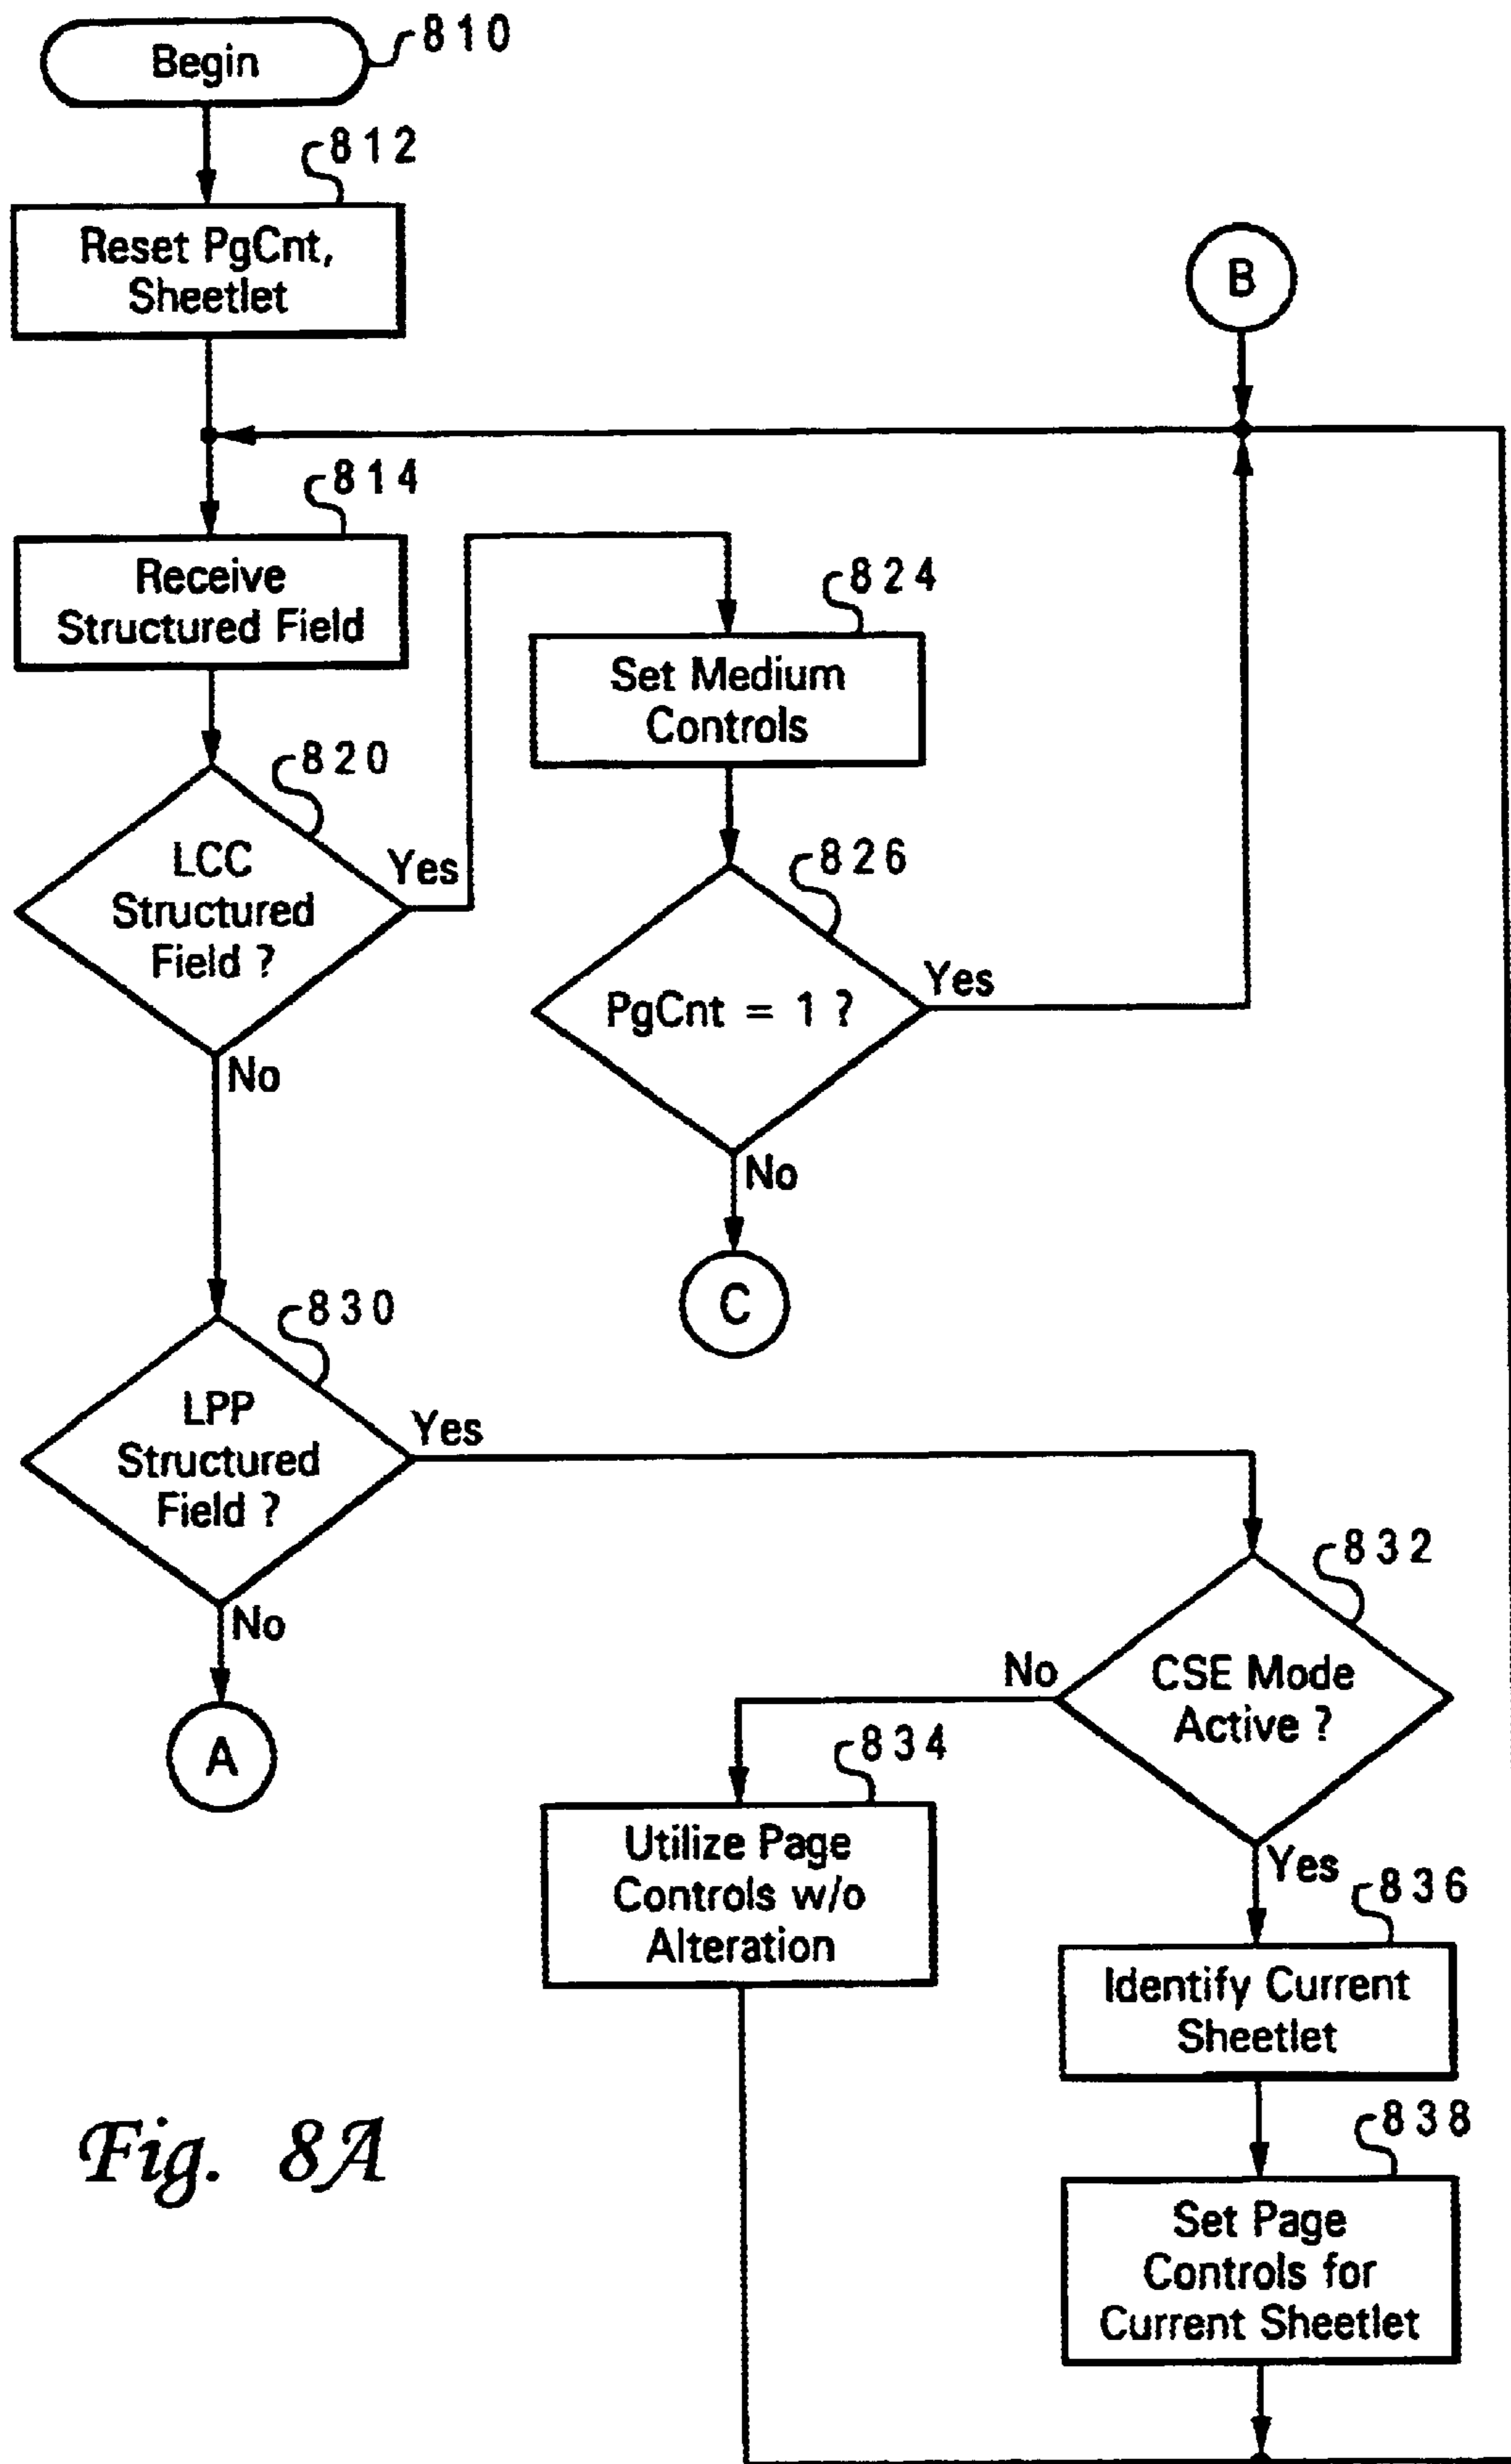 Begin
810
812
Reset PgCnt,
Sheetlet
B
814
Receive
Structured Field
824
Set Medium
Controls
820
LCC
Structured
Field ?
Yes
No
826
PgCnt = 1 ?
Yes
No
C
830
LPP
Structured
Field ?
Yes
No
A
832
CSE Mode
Active ?
No
Yes
834
Utilize Page
Controls w/o
Alteration
836
Identify Current
Sheetlet
838
Set Page
Controls for
Current Sheetlet
Fig. 8A